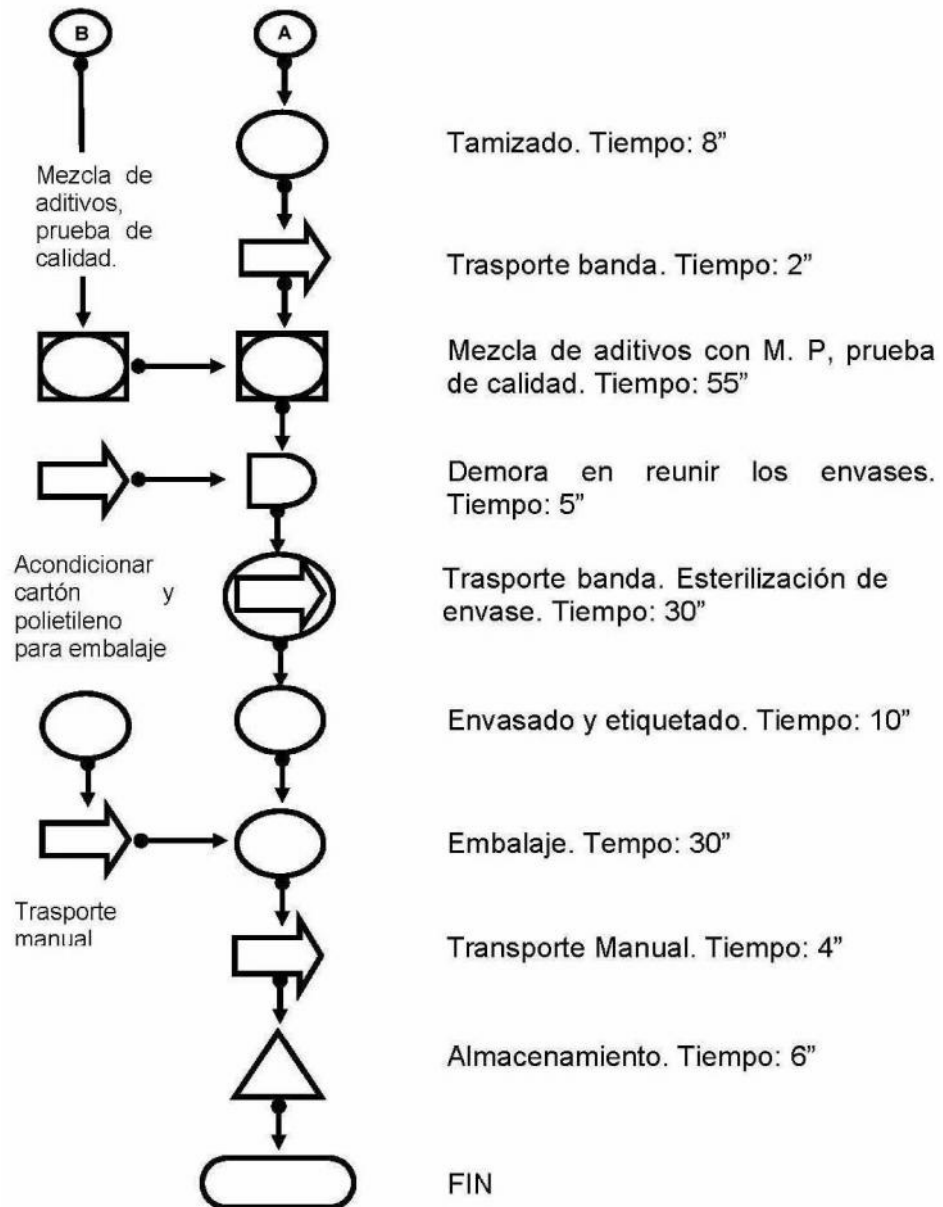 B
A
Tamizado. Tiempo: 8”
Mezcla de
aditivos,
prueba de
calidad.
Trasporte banda. Tiempo: 2”
Mezcla de aditivos con M. P, prueba
de calidad. Tiempo: 55”
Demora en reunir los envases.
Tiempo: 5”
Acondicionar
cartón y
polietileno
para embalaje
Trasporte banda. Esterilización de
envase. Tiempo: 30”
Envasado y etiquetado. Tiempo: 10”
Embalaje. Tempo: 30”
Trasporte
manual
Transporte Manual. Tiempo: 4”
Almacenamiento. Tiempo: 6”
FIN